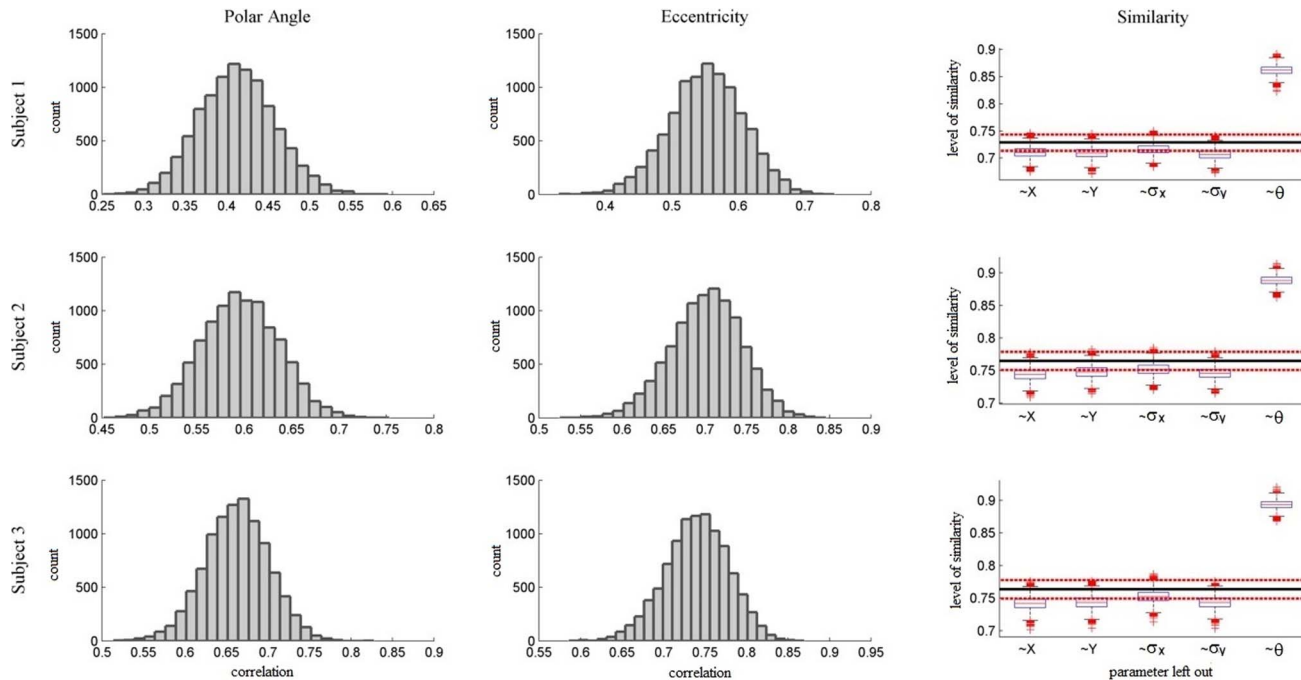 Polar Angle
Eccentricity
Similarity
Subject 1
count
1500
1000
500
0
0.25 0.3 0.35 0.4 0.45 0.5 0.55 0.6 0.65
count
1500
1000
500
0
0.4 0.5 0.6 0.7 0.8
level of similarity
0.9
0.85
0.8
0.75
0.7
~X ~Y ~σx ~σy ~θ
Subject 2
count
1500
1000
500
0
0.45 0.5 0.55 0.6 0.65 0.7 0.75 0.8
count
1500
1000
500
0
0.5 0.55 0.6 0.65 0.7 0.75 0.8 0.85 0.9
level of similarity
0.9
0.85
0.8
0.75
0.7
~X ~Y ~σx ~σy ~θ
Subject 3
count
1500
1000
500
0
0.5 0.55 0.6 0.65 0.7 0.75 0.8 0.85 0.9
correlation
count
1500
1000
500
0
0.55 0.6 0.65 0.7 0.75 0.8 0.85 0.9 0.95
correlation
level of similarity
0.9
0.85
0.8
0.75
0.7
~X ~Y ~σx ~σy ~θ
parameter left out